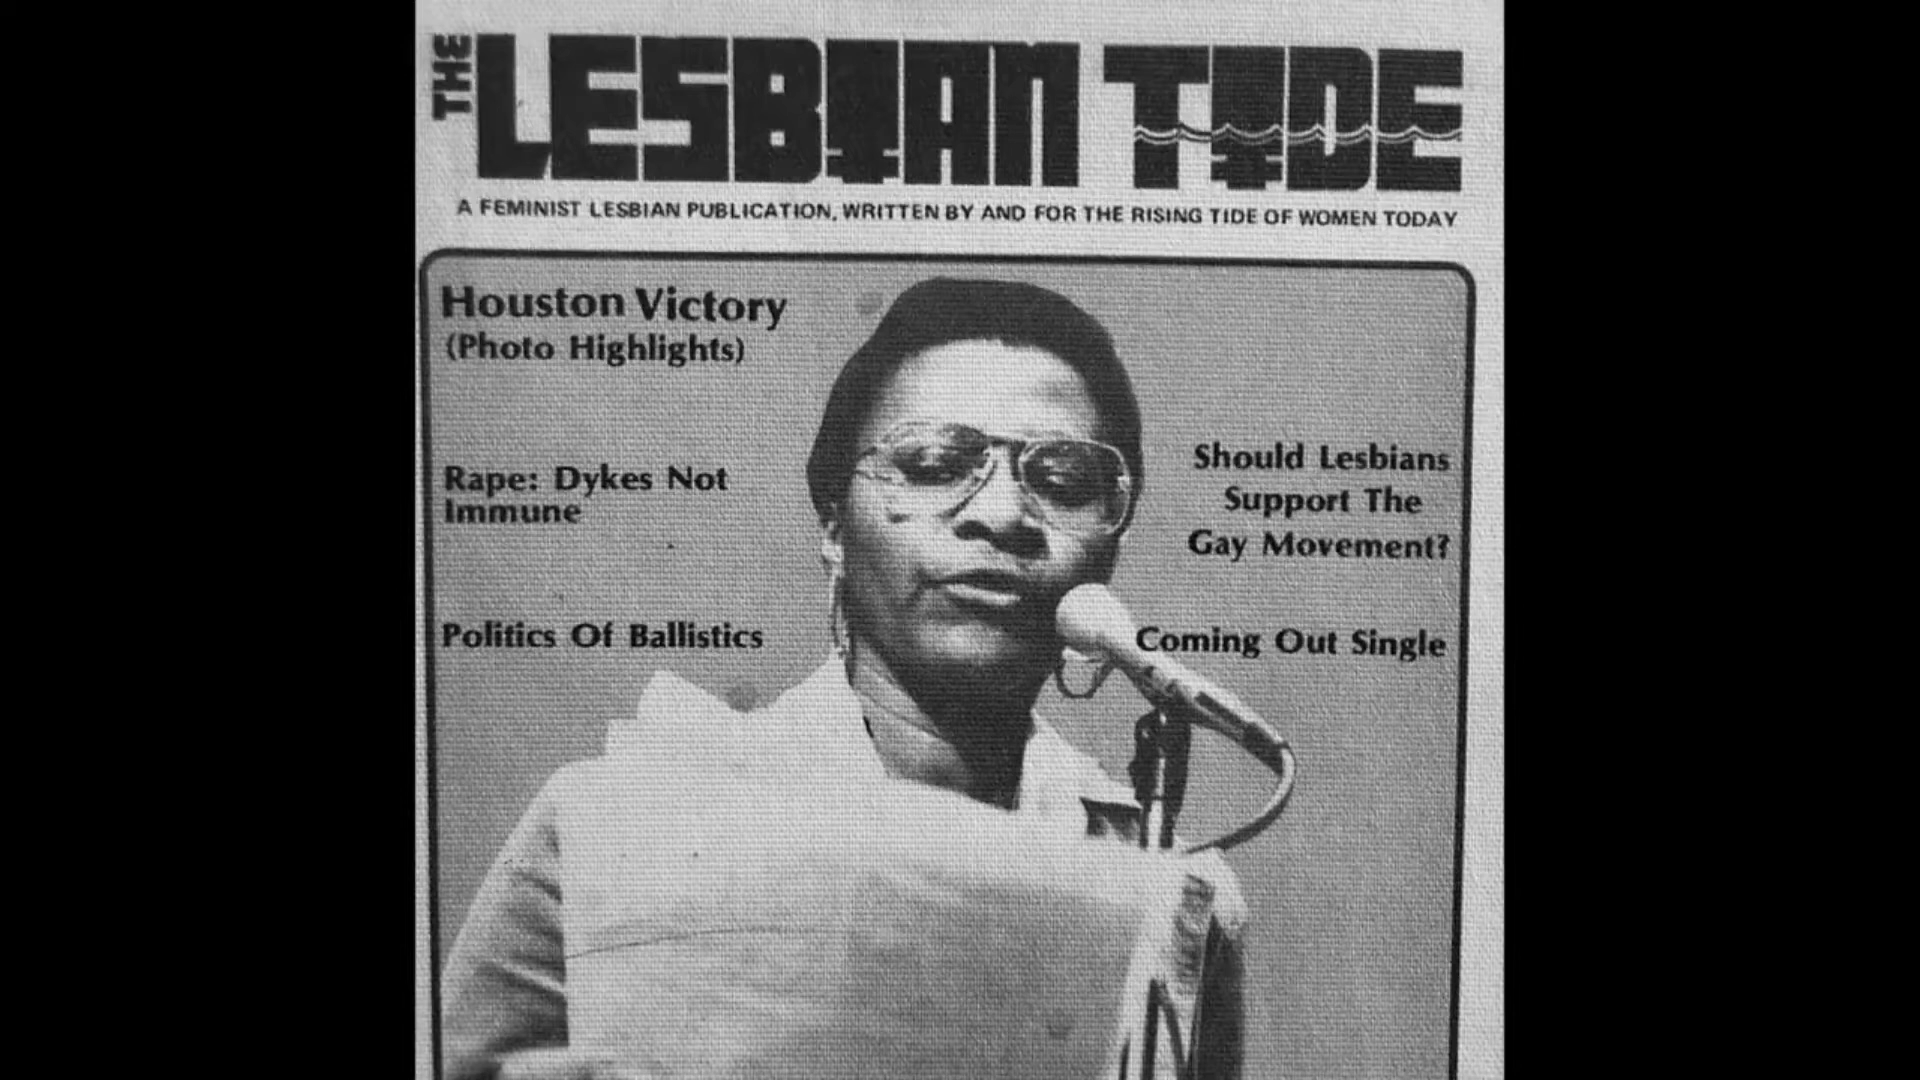 THE LESBIAN TIDE
A FEMINIST LESBIAN PUBLICATION, WRITTEN BY AND FOR THE RISING TIDE OF WOMEN TODAY
Houston Victory
(Photo Highlights)
Rape: Dykes Not
Immune
Politics Of Ballistics
Should Lesbians
Support The
Gay Movement?
Coming Out Single